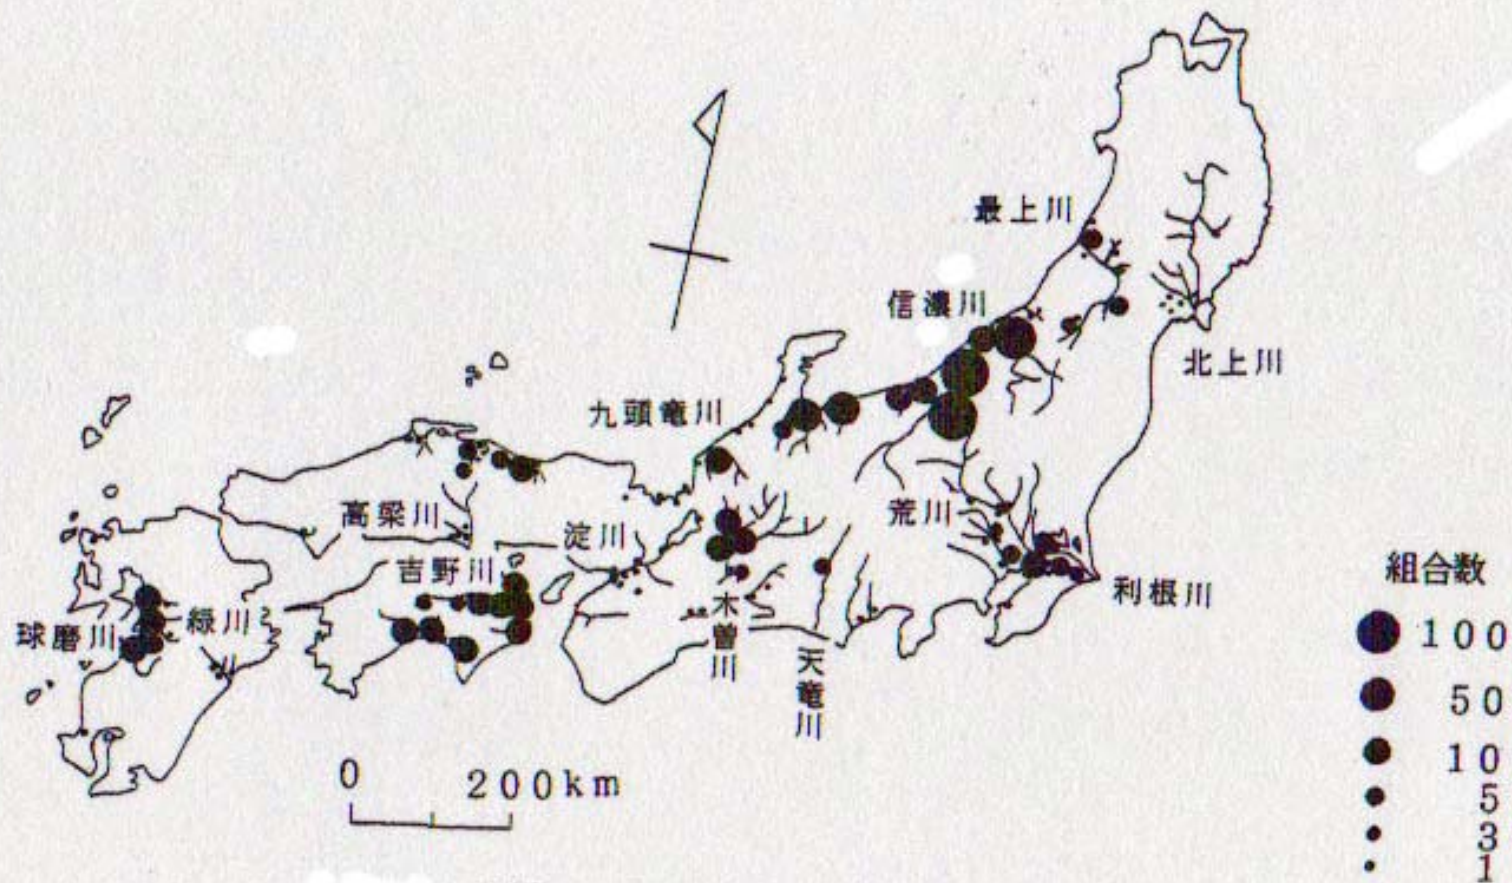 最上川
信濃川
北上川
九頭竜川
高梁川
淀川
荒川
吉野川
利根川
球磨川
緑川
木曽川
天竜川
0 200km
組合数
100
50
10
5
3
1